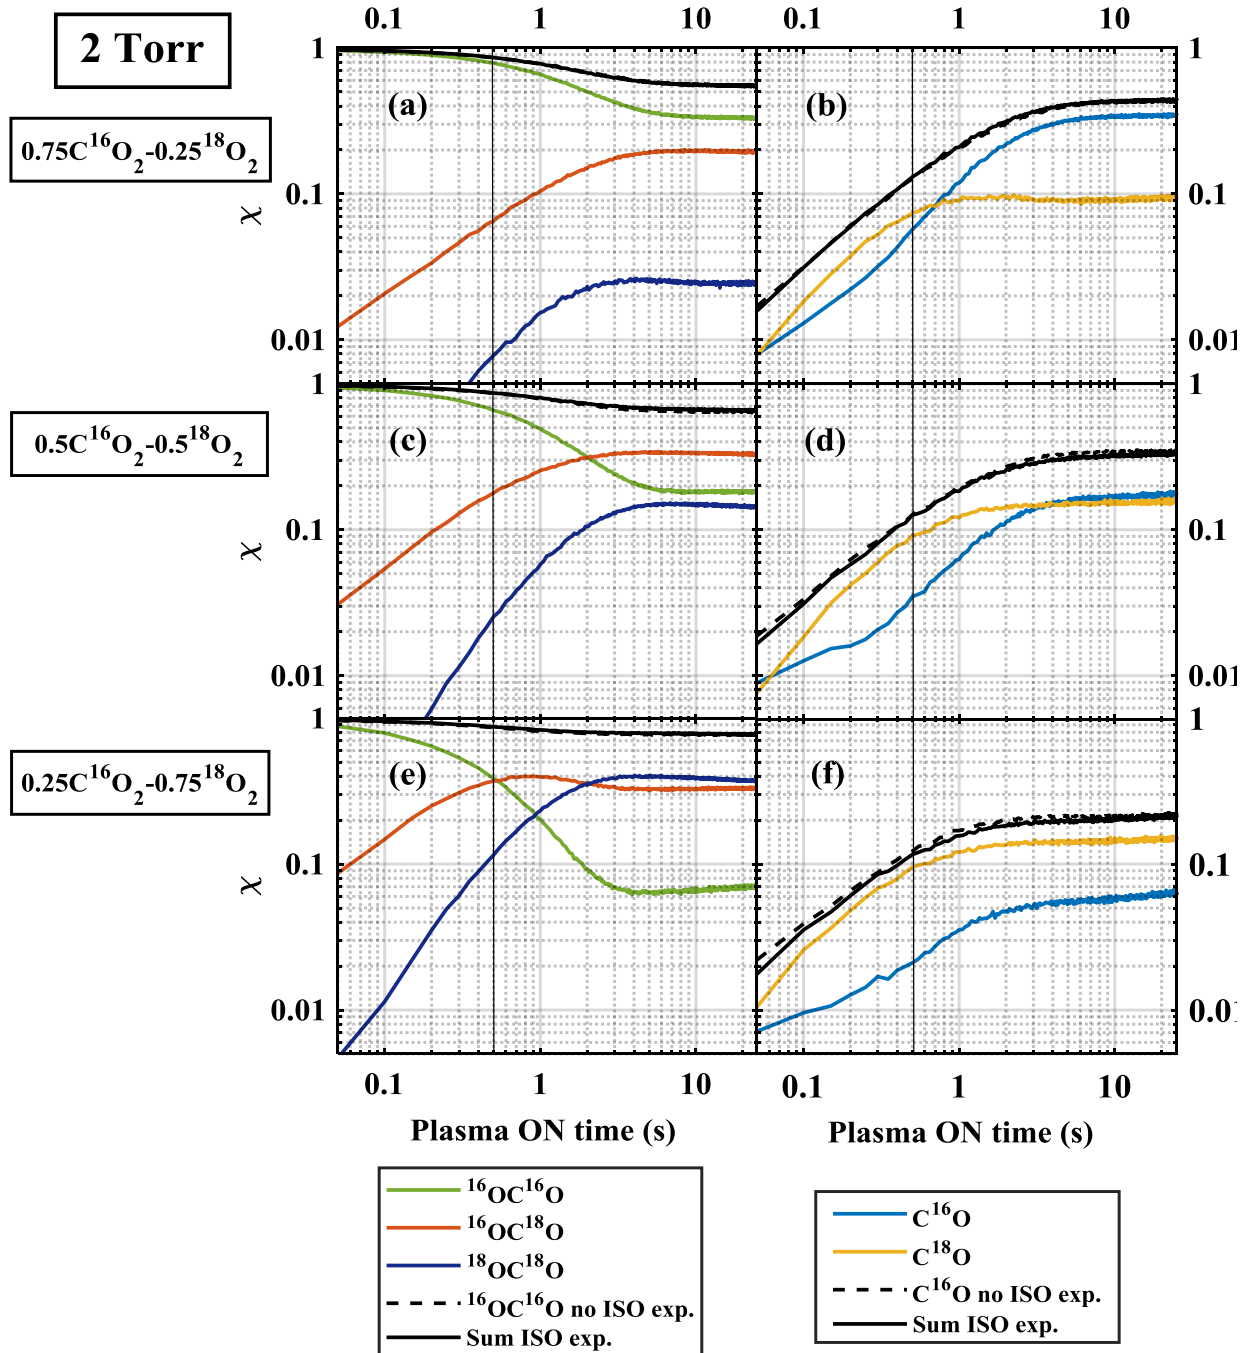 0.1 1 10 0.1 1 10
2 Torr
1 1
(a) (b)
0.75C¹⁶O₂-0.25¹⁸O₂
0.1 0.1
χ
0.01 0.01
1 1
(c) (d)
0.5C¹⁶O₂-0.5¹⁸O₂
0.1 0.1
χ
0.01 0.01
1 1
(e) (f)
0.25C¹⁶O₂-0.75¹⁸O₂
0.1 0.1
χ
0.01 0.01
0.1 1 10 0.1 1 10
Plasma ON time (s) Plasma ON time (s)
¹⁶OC¹⁶O
¹⁶OC¹⁸O
¹⁸OC¹⁸O
¹⁶OC¹⁶O no ISO exp.
Sum ISO exp.
C¹⁶O
C¹⁸O
C¹⁶O no ISO exp.
Sum ISO exp.